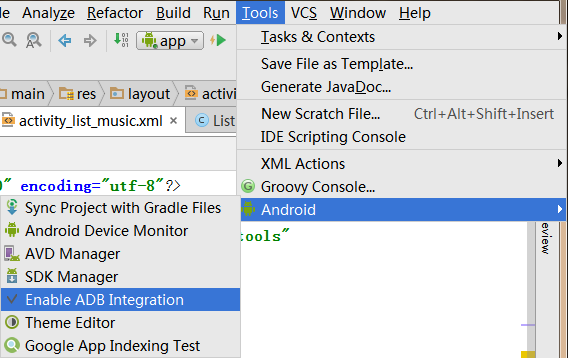 de Analyze Refactor Build Run Tools VCS Window Help
app
main res layout activi
activity_list_music.xml × C List
0" encoding="utf-8"?>
tools"
Tasks & Contexts
Save File as Template...
Generate JavaDoc...
New Scratch File... Ctrl+Alt+Shift+Insert
IDE Scripting Console
XML Actions
Groovy Console...
Android
Sync Project with Gradle Files
Android Device Monitor
AVD Manager
SDK Manager
Enable ADB Integration
Theme Editor
Google App Indexing Test
eview